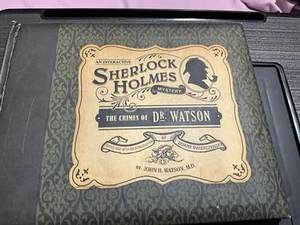 AN INTERACTIVE
SHERLOCK
HOLMES
MYSTERY
THE CRIMES OF DR. WATSON
BY
DUANE SWIERCZYNSKI
BY JOHN H. WATSON, M.D.